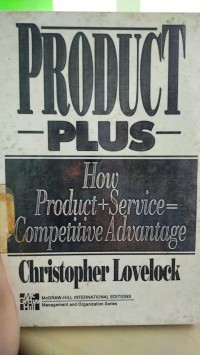 PRODUCT
PLUS
How
Product+Service=
Competitive Advantage
Christopher Lovelock
McGRAW-HILL INTERNATIONAL EDITIONS
Management and Organization Series